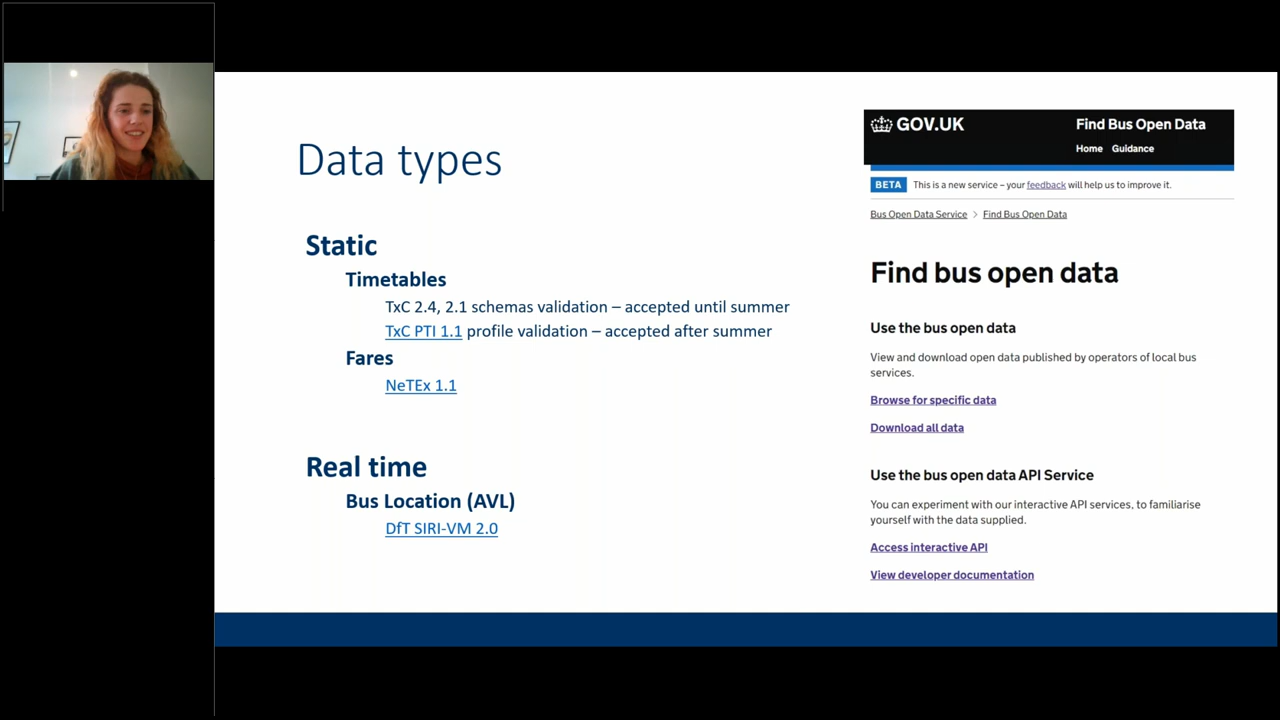 Data types
Static
Timetables
TxC 2.4, 2.1 schemas validation – accepted until summer
TxC PTI 1.1 profile validation – accepted after summer
Fares
NeTEx 1.1
Real time
Bus Location (AVL)
DfT SIRI-VM 2.0
GOV.UK
Find Bus Open Data
Home Guidance
BETA This is a new service – your feedback will help us to improve it.
Bus Open Data Service > Find Bus Open Data
Find bus open data
Use the bus open data
View and download open data published by operators of local bus
services.
Browse for specific data
Download all data
Use the bus open data API Service
You can experiment with our interactive API services, to familiarise
yourself with the data supplied.
Access interactive API
View developer documentation